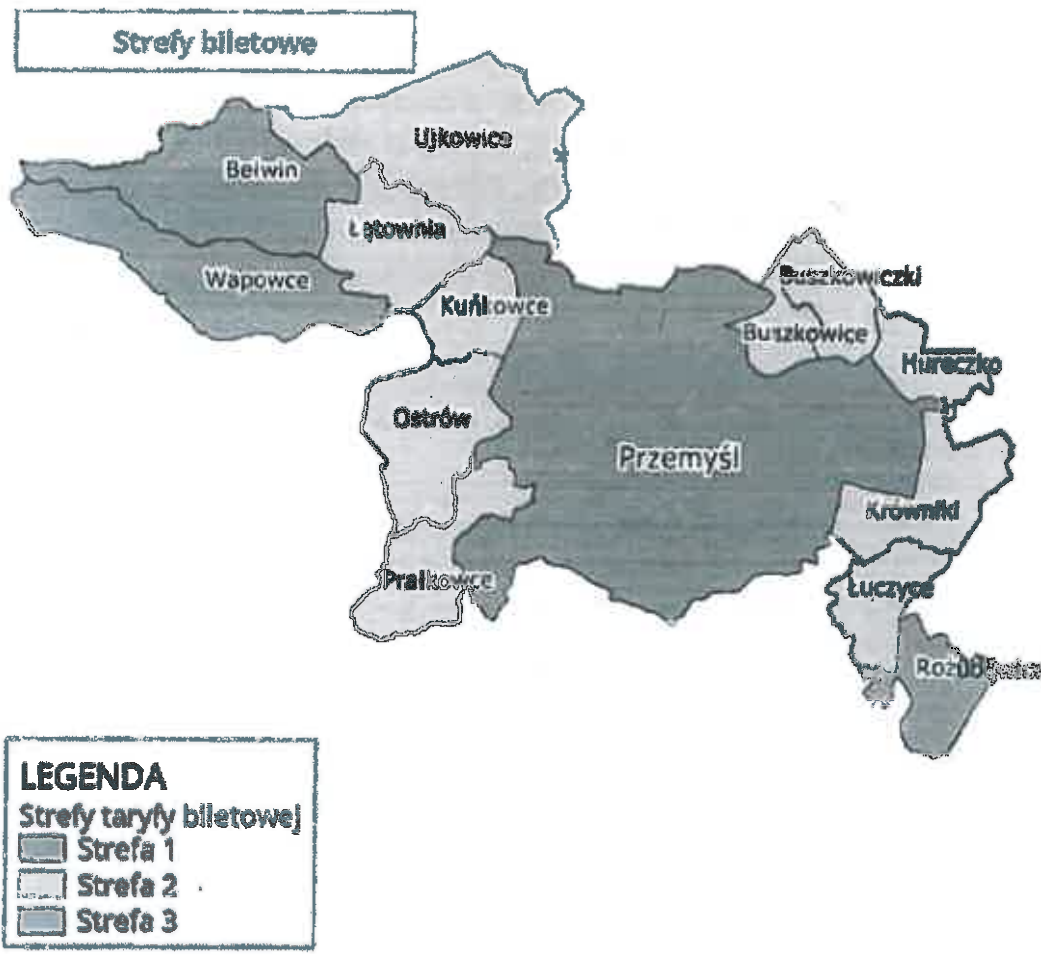 Strefy biletowe
Ujkowice
Bełwin
Łętownia
Wapowce
Kuńkowce
Buszkowiczki
Buszkowice
Hureczko
Ostrów
Przemyśl
Krówniki
Prałkowce
Łuczyce
LEGENDA
Strefy taryfy biletowej
Strefa 1
Strefa 2
Strefa 3